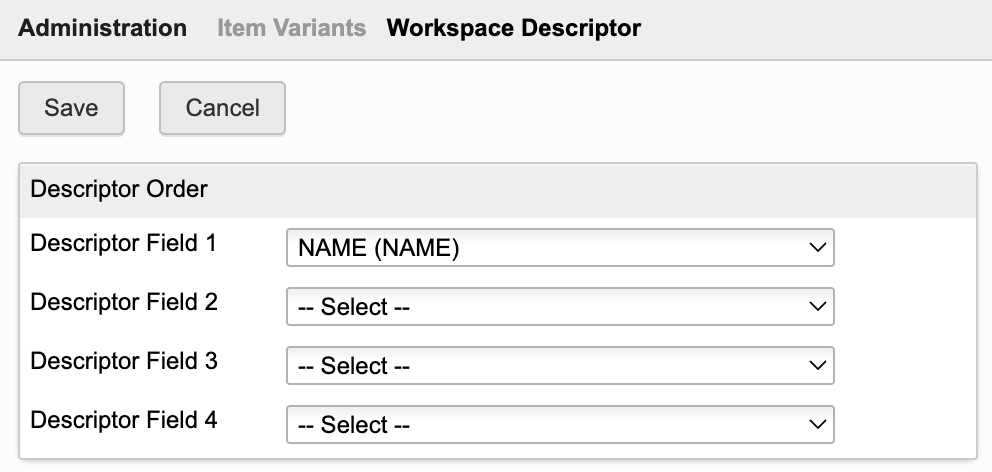 Administration Item Variants Workspace Descriptor
Save Cancel
Descriptor Order
Descriptor Field 1 NAME (NAME)
Descriptor Field 2 -- Select --
Descriptor Field 3 -- Select --
Descriptor Field 4 -- Select --